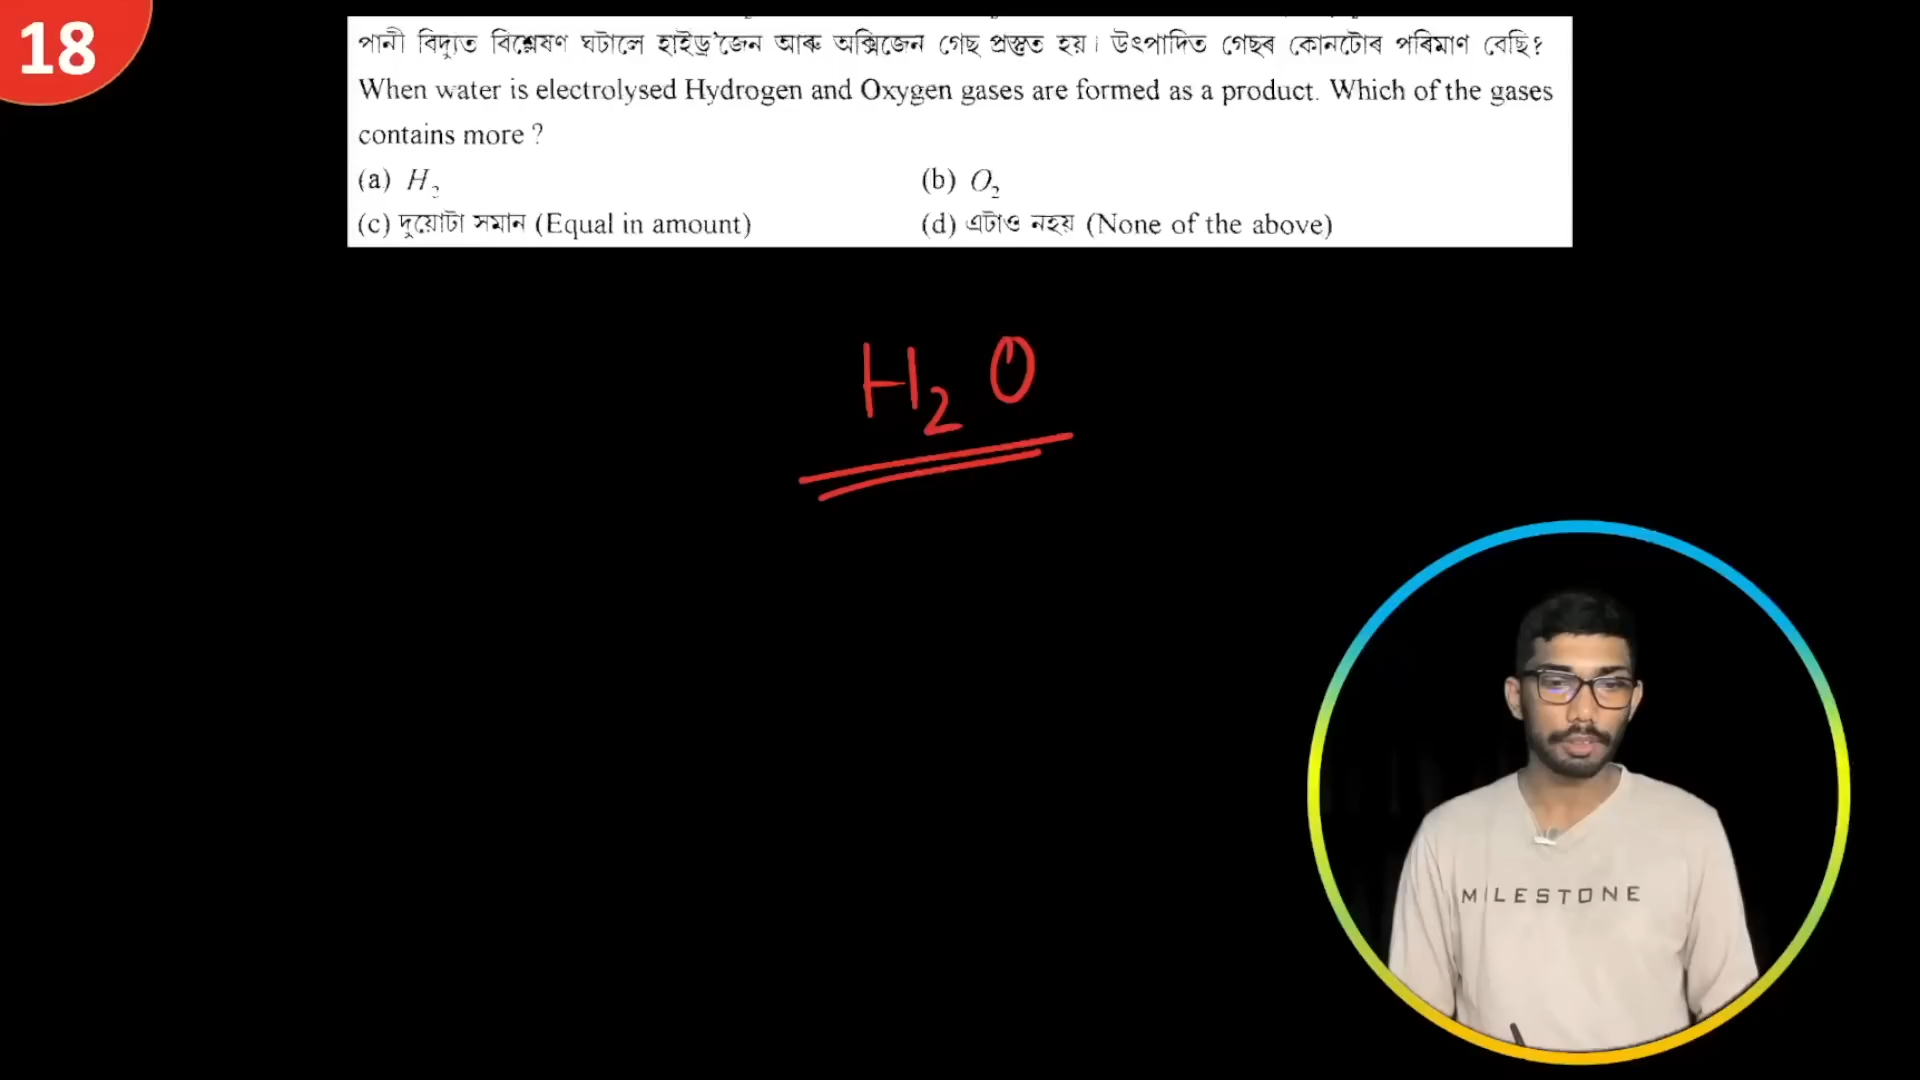 18
পানী বিদ্যুত বিশ্লেষণ ঘটালে হাইড্ৰ'জেন আৰু অক্সিজেন গেছ প্ৰস্তুত হয়। উৎপাদিত গেছৰ কোনটোৰ পৰিমাণ বেছি?
When water is electrolysed Hydrogen and Oxygen gases are formed as a product. Which of the gases
contains more ?
(a) H₂ (b) O₂
(c) দুয়োটা সমান (Equal in amount) (d) এটাও নহয় (None of the above)
H₂O
MILESTONE